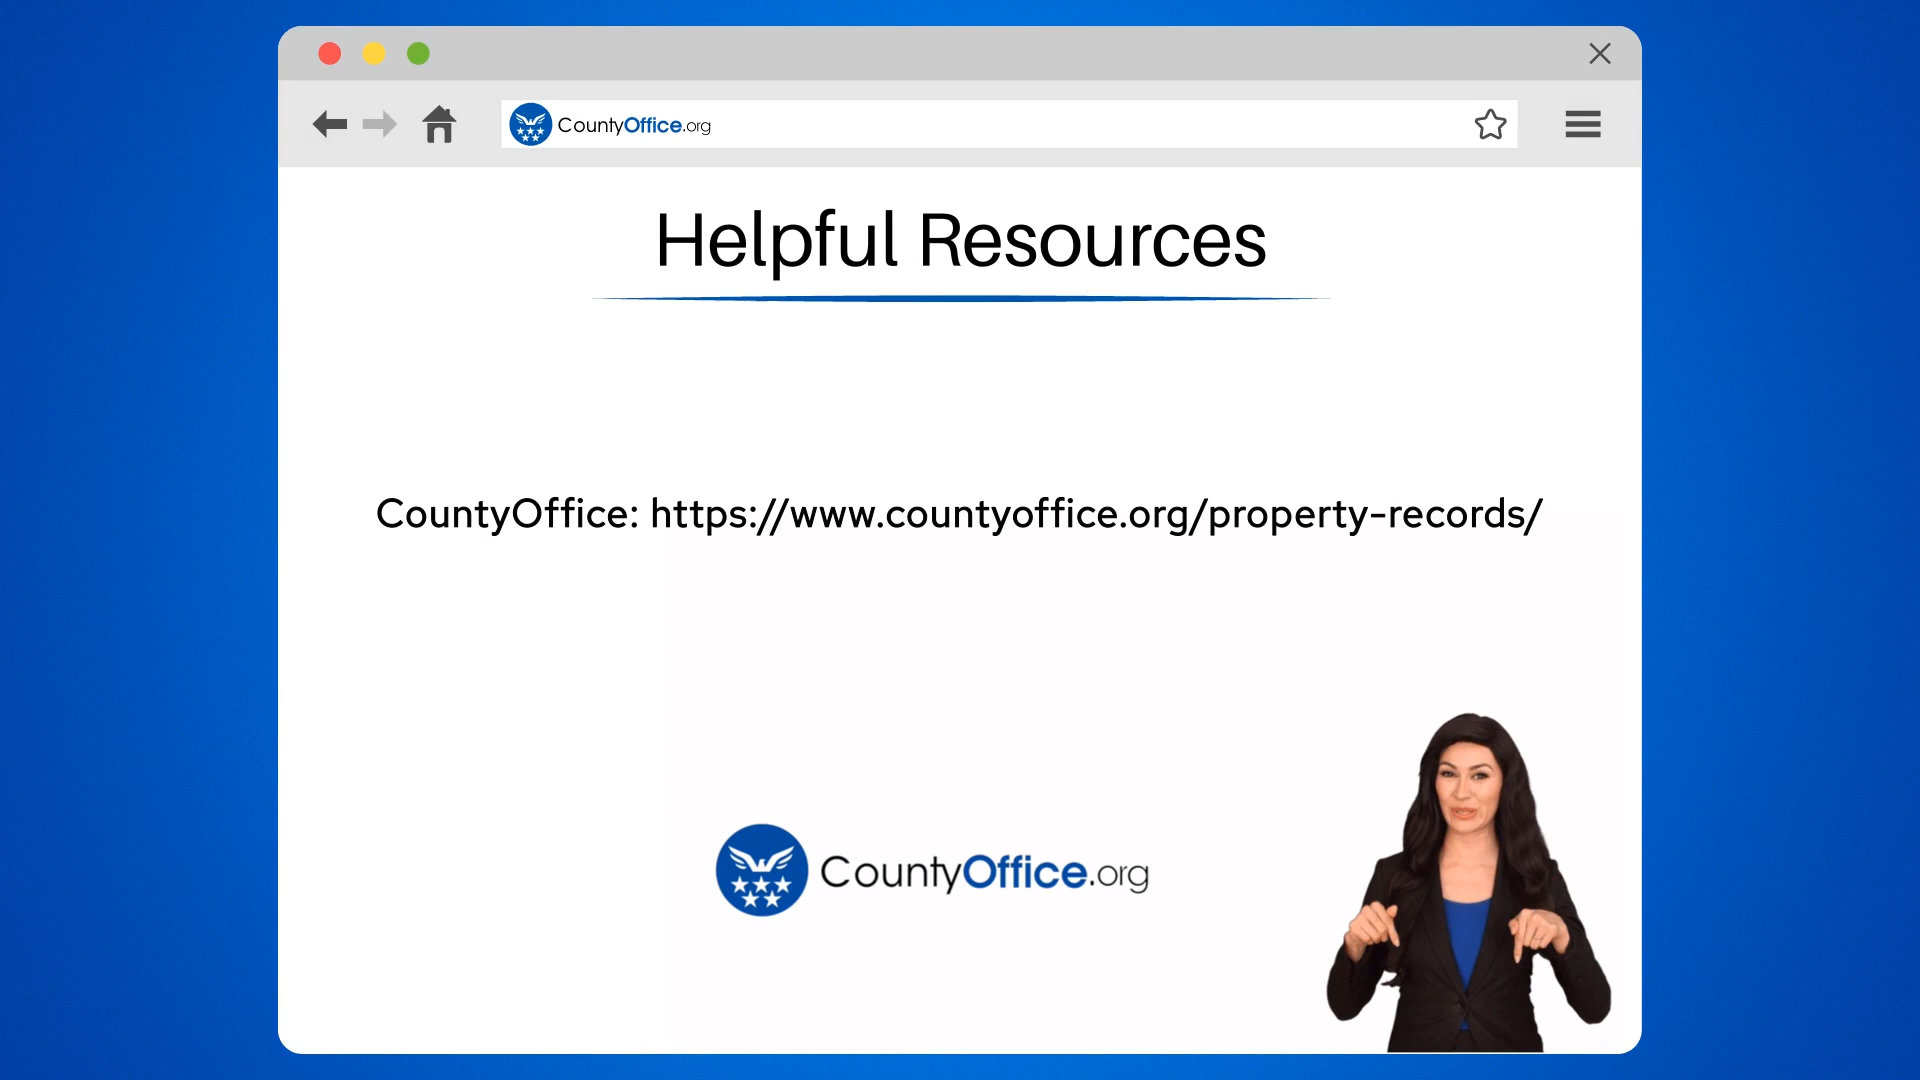 CountyOffice.org
Helpful Resources
CountyOffice: https://www.countyoffice.org/property-records/
CountyOffice.org